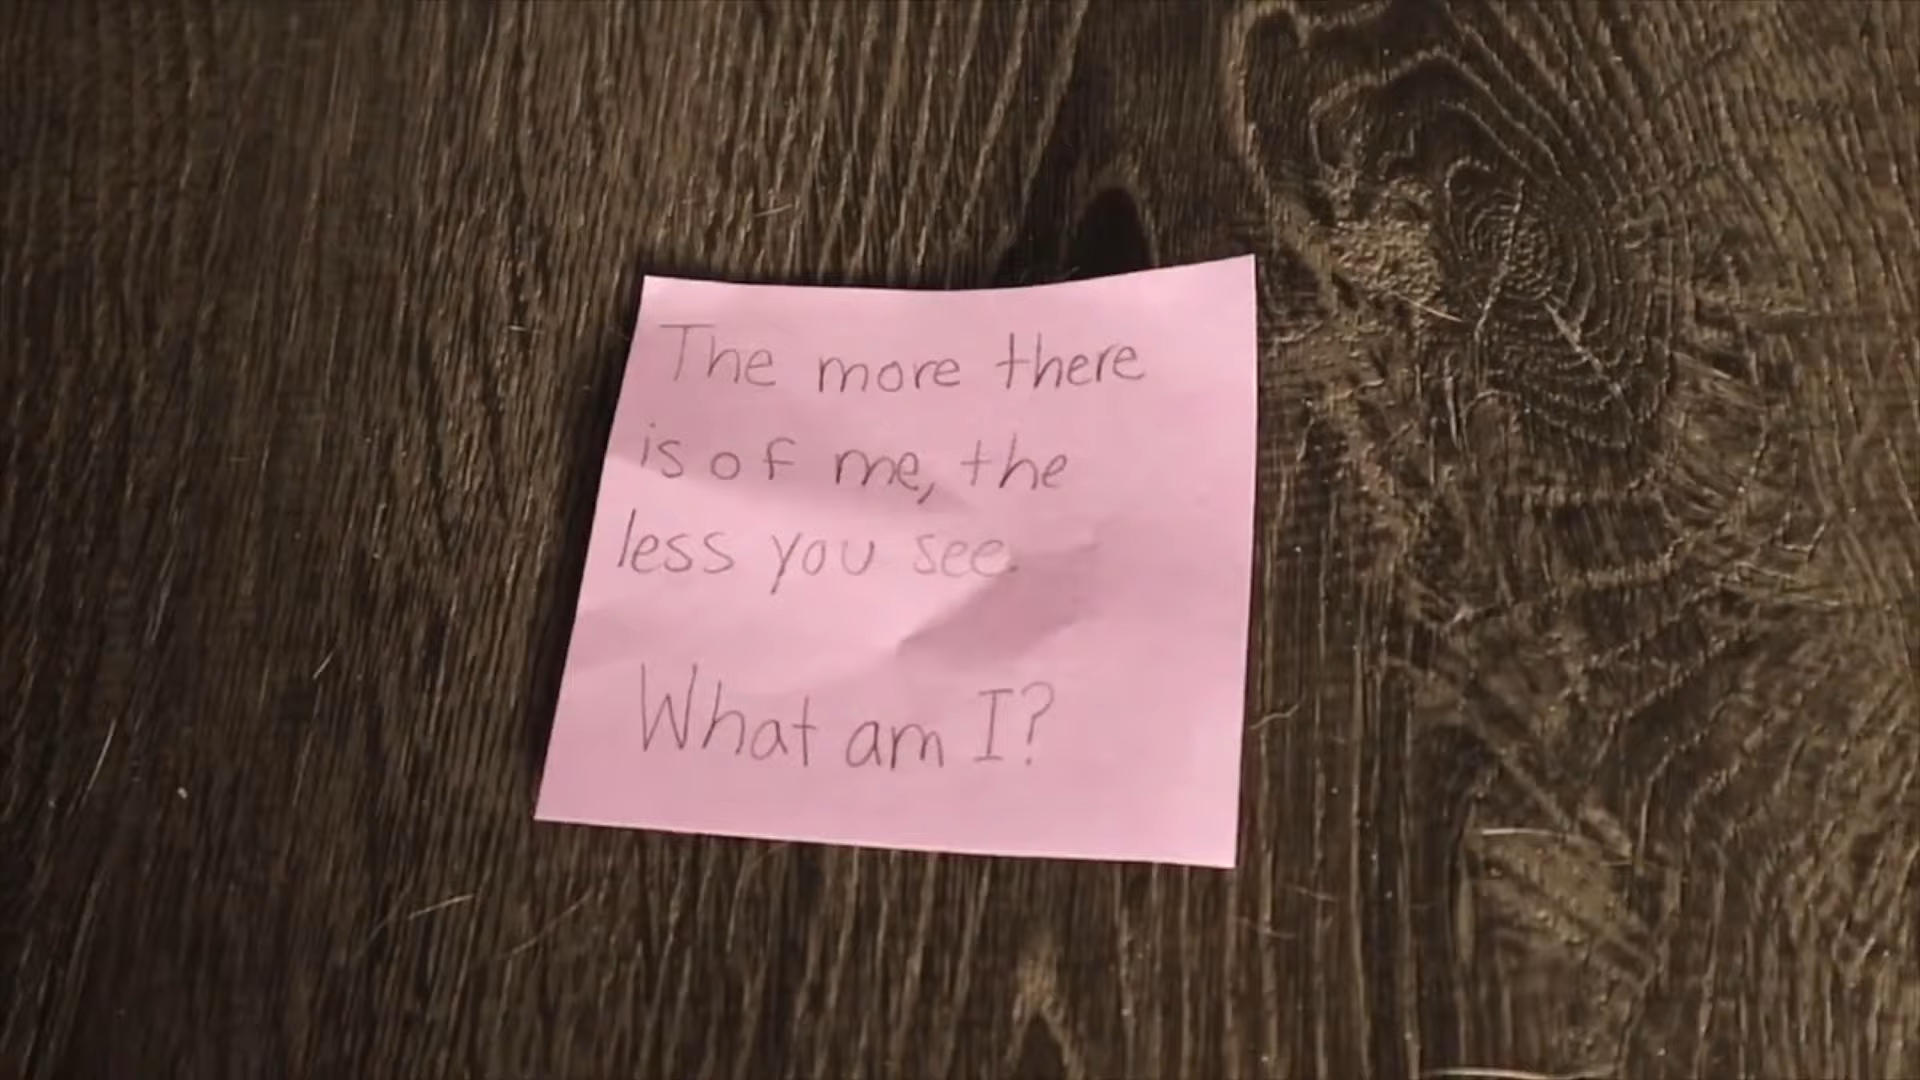 The more there
is of me, the
less you see.
What am I?